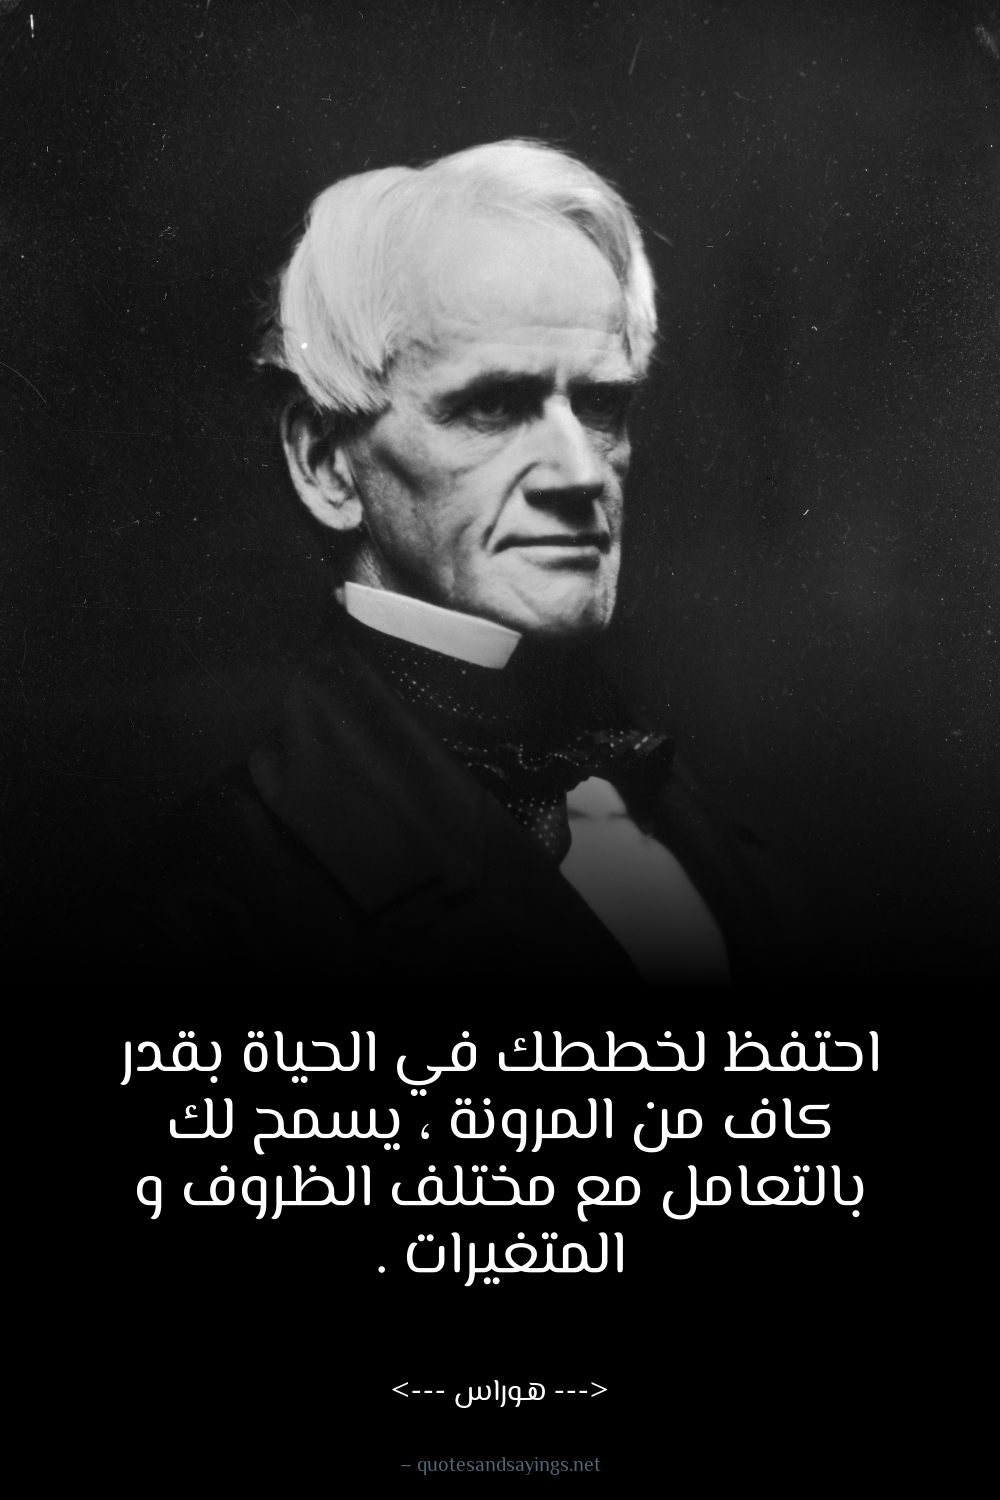 احتفظ لخططك في الحياة بقدر
كاف من المرونة ، يسمح لك
بالتعامل مع مختلف الظروف و
المتغيرات .
<--- هوراس --->
– quotesandsayings.net